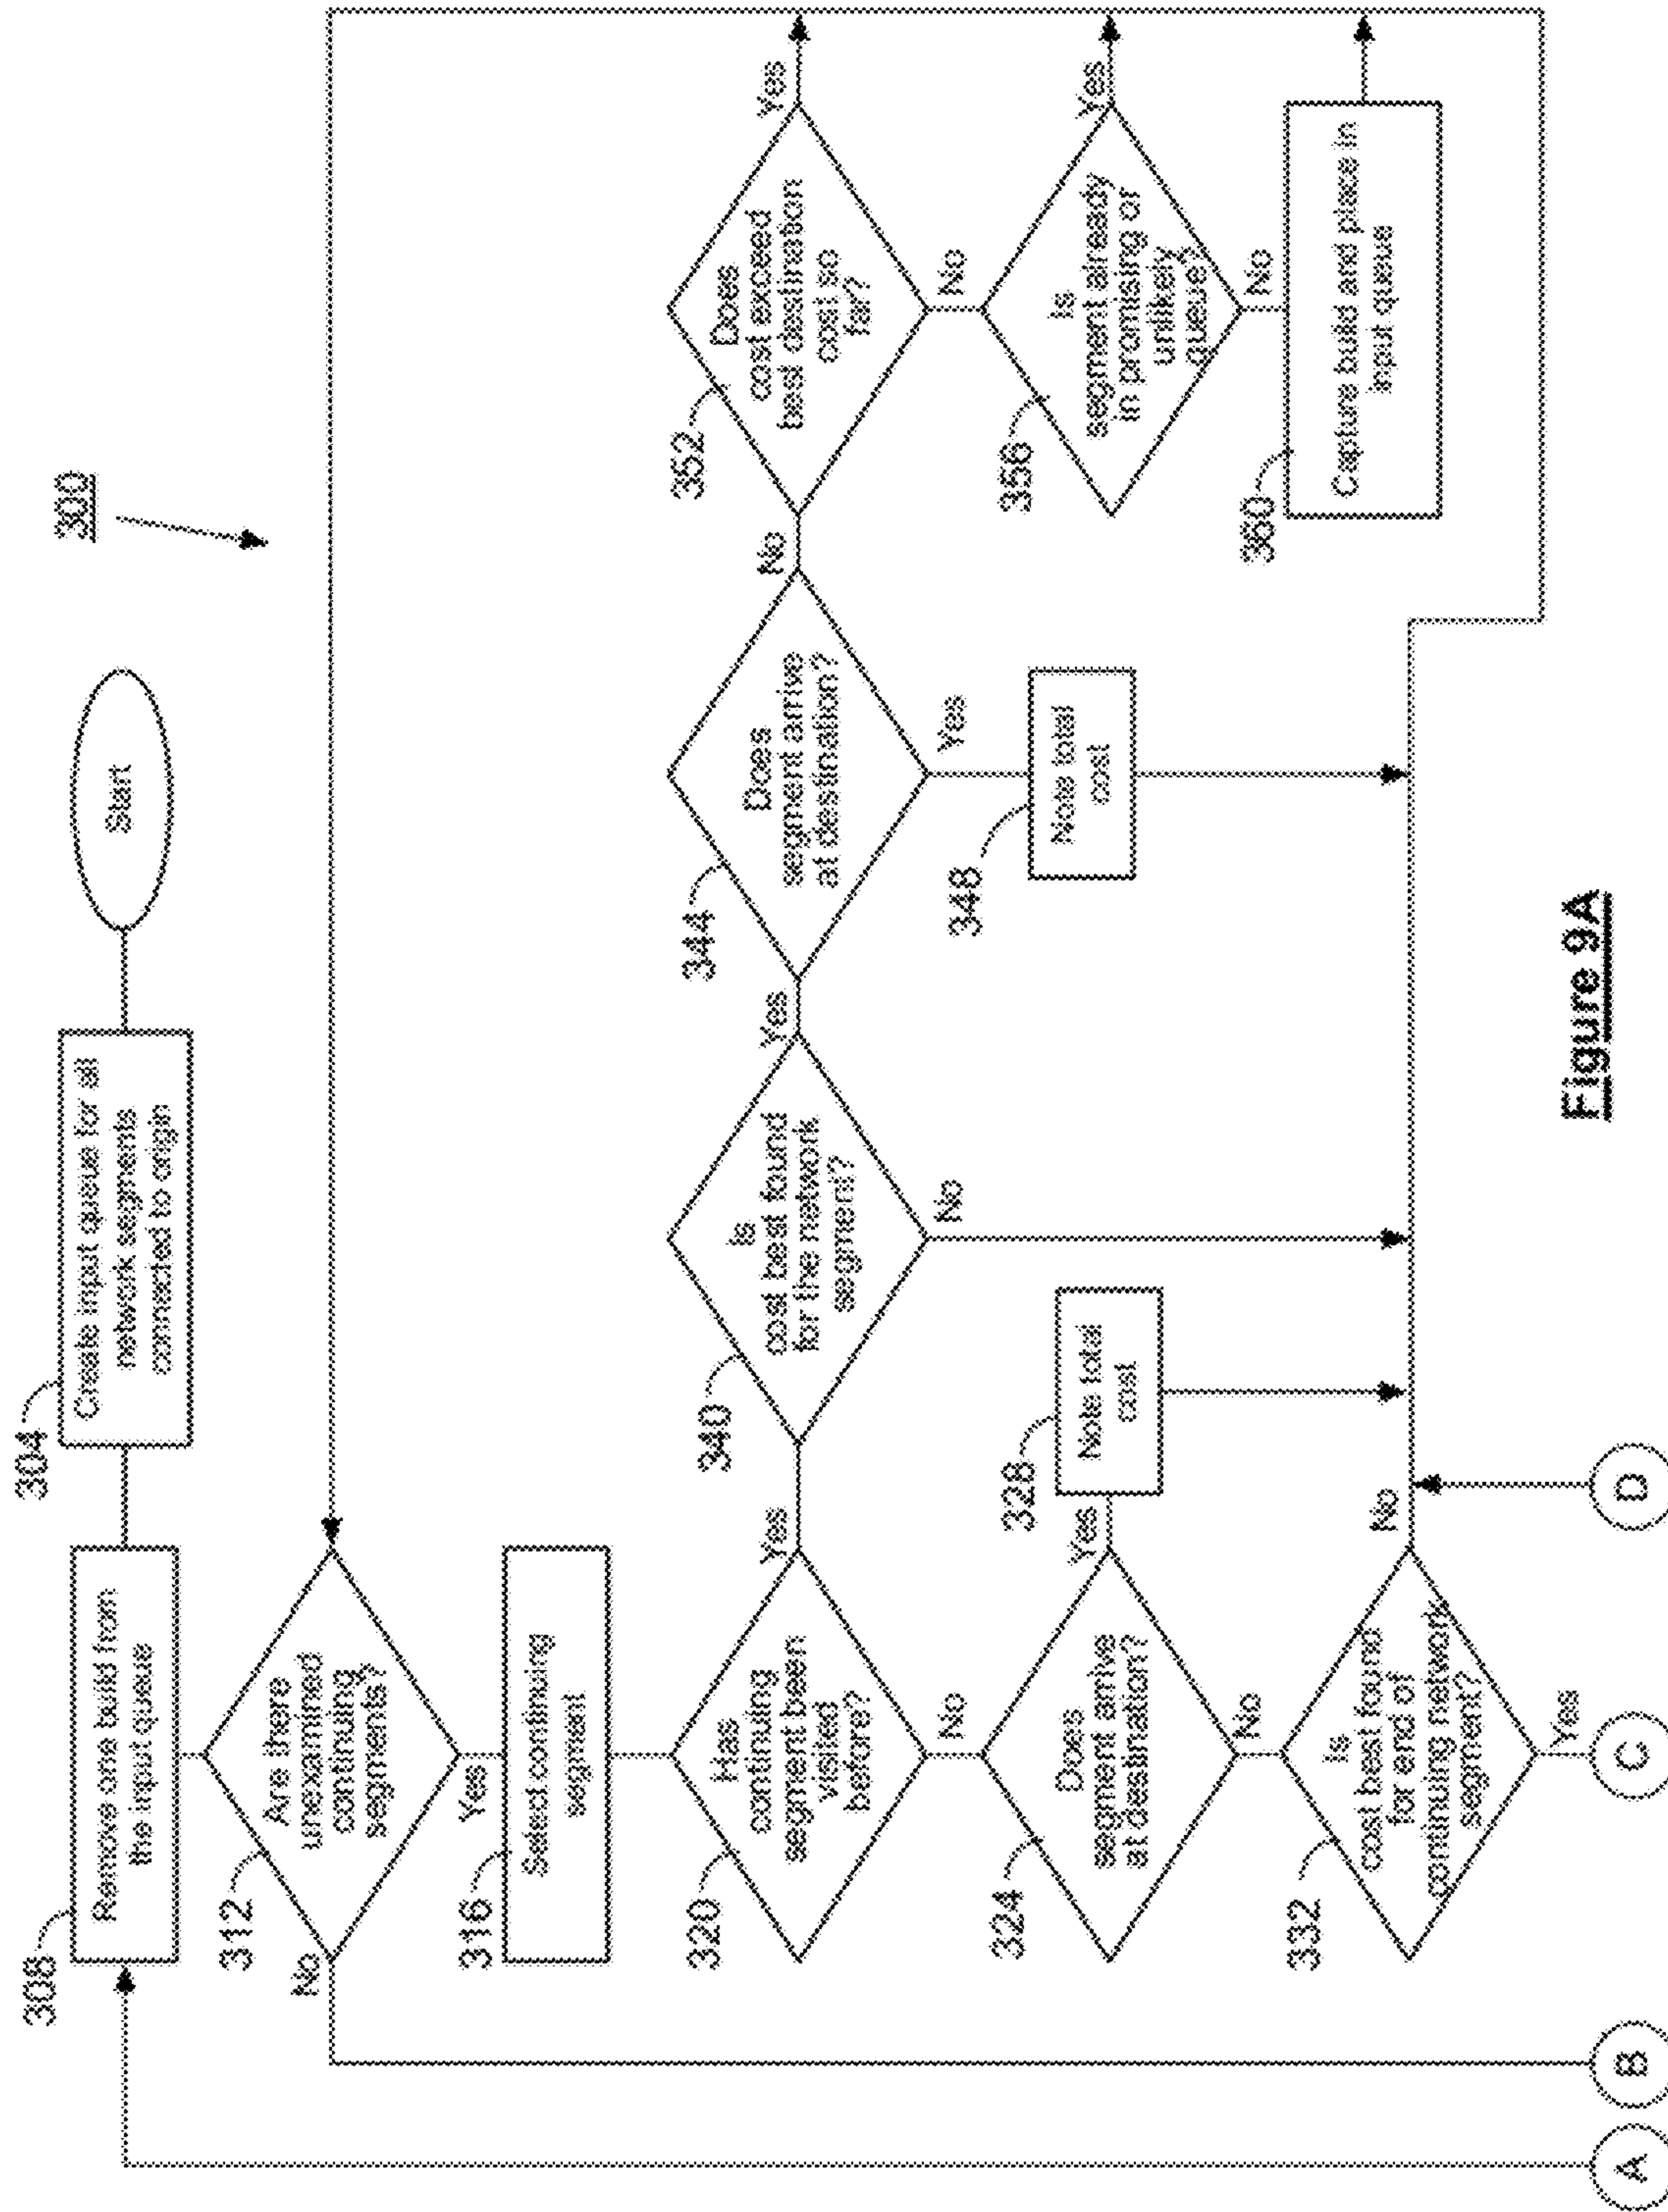 300
Start
304
Create input queue for all
network segments
connected to origin
308
Remove one build from
the input queue
312
Are there
unexamined
continuing
segments?
No
Yes
316
Select continuing
segment
320
Has
continuing
segment been
visited
before?
Yes
No
340
Is
cost best found
for the network
segment?
Yes
No
344
Does
segment arrive
at destination?
No
Yes
348
Note total
cost
352
Does
cost exceed
best destination
cost so
far?
Yes
No
356
Is
segment already
in promising or
unlikely
queue?
Yes
No
360
Capture build and place in
input queue
324
Does
segment arrive
at destination?
Yes
No
328
Note total
cost
332
Is
cost best found
for end of
continuing network
segment?
No
Yes
A
B
C
D
Figure 9A